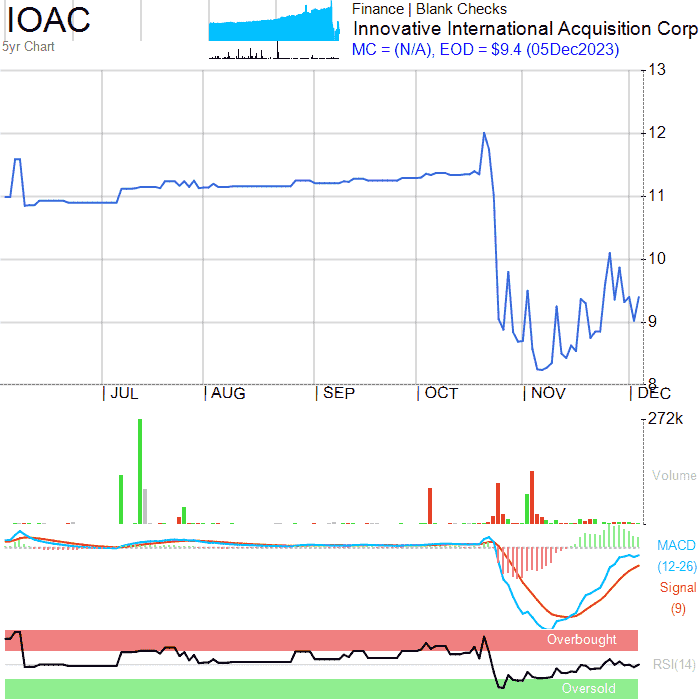 IOAC
5yr Chart
Finance | Blank Checks
Innovative International Acquisition Corp
MC = (N/A), EOD = $9.4 (05Dec2023)
13
12
11
10
9
8
| JUL
| AUG
| SEP
| OCT
| NOV
| DEC
272k
Volume
MACD
(12-26)
Signal
(9)
Overbought
RSI(14)
Oversold